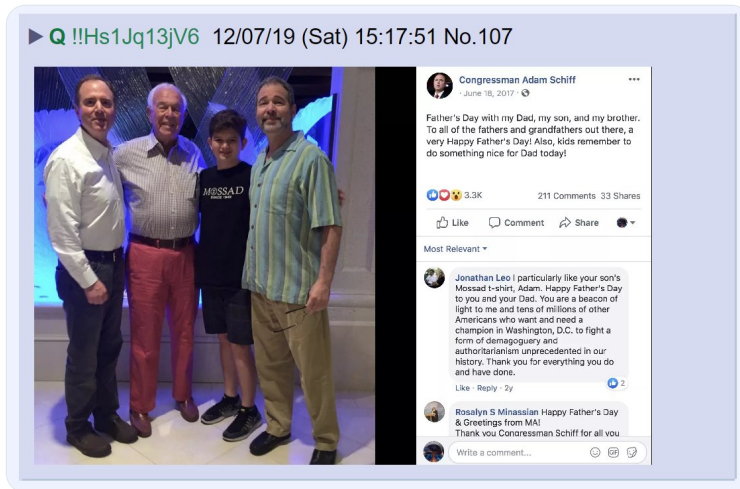 ▶ Q !!Hs1Jq13jV6 12/07/19 (Sat) 15:17:51 No.107
MOSSAD
SINCE 1949
Congressman Adam Schiff
June 18, 2017 ·
Father's Day with my Dad, my son, and my brother.
To all of the fathers and grandfathers out there, a
very Happy Father's Day! Also, kids remember to
do something nice for Dad today!
3.3K 211 Comments 33 Shares
Like Comment Share
Most Relevant
Jonathan Leo I particularly like your son's
Mossad t-shirt, Adam. Happy Father's Day
to you and your Dad. You are a beacon of
light to me and tens of millions of other
Americans who want and need a
champion in Washington, D.C. to fight a
form of demagoguery and
authoritarianism unprecedented in our
history. Thank you for everything you do
and have done.
2
Like · Reply · 2y
Rosalyn S Minassian Happy Father's Day
& Greetings from MA!
Thank you Congressman Schiff for all you
Write a comment...
GIF